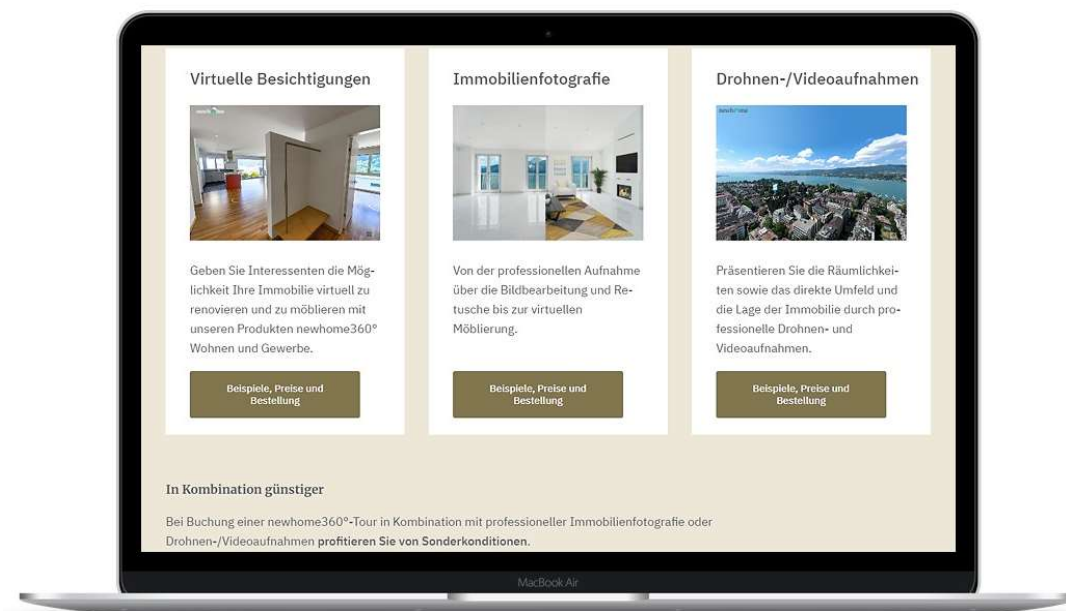 Virtuelle Besichtigungen
Geben Sie Interessenten die Mög-
lichkeit Ihre Immobilie virtuell zu
renovieren und zu möblieren mit
unseren Produkten newhome360°
Wohnen und Gewerbe.
Beispiele, Preise und
Bestellung
Immobilienfotografie
Von der professionellen Aufnahme
über die Bildbearbeitung und Re-
tusche bis zur virtuellen
Möblierung.
Beispiele, Preise und
Bestellung
Drohnen-/Videoaufnahmen
Präsentieren Sie die Räumlichkei-
ten sowie das direkte Umfeld und
die Lage der Immobilie durch pro-
fessionelle Drohnen- und
Videoaufnahmen.
Beispiele, Preise und
Bestellung
In Kombination günstiger
Bei Buchung einer newhome360°-Tour in Kombination mit professioneller Immobilienfotografie oder
Drohnen-/Videoaufnahmen profitieren Sie von Sonderkonditionen.
MacBook Air